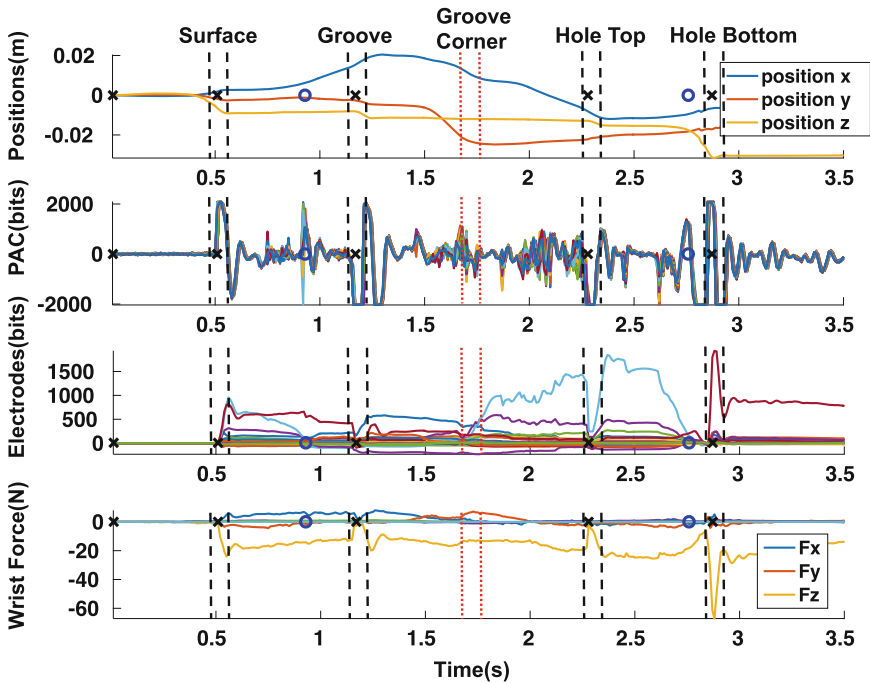 Surface
Groove
Groove
Corner
Hole Top
Hole Bottom
Positions(m)
0.02
0
-0.02
position x
position y
position z
0.5 1 1.5 2 2.5 3 3.5
PAC(bits)
2000
0
-2000
0.5 1 1.5 2 2.5 3 3.5
Electrodes(bits)
1500
1000
500
0
0.5 1 1.5 2 2.5 3 3.5
Wrist Force(N)
0
-20
-40
-60
Fx
Fy
Fz
0.5 1 1.5 2 2.5 3 3.5
Time(s)